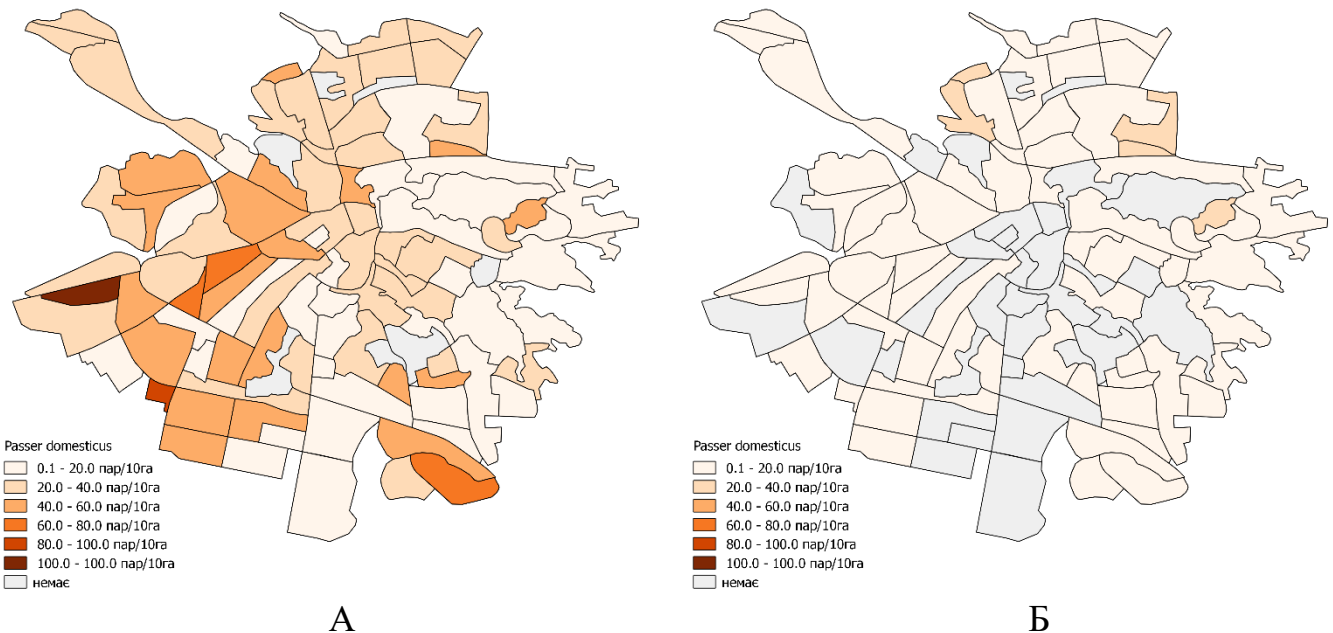 Passer domesticus
0.1 - 20.0 пар/10га
20.0 - 40.0 пар/10га
40.0 - 60.0 пар/10га
60.0 - 80.0 пар/10га
80.0 - 100.0 пар/10га
100.0 - 100.0 пар/10га
немає
А
Passer domesticus
0.1 - 20.0 пар/10га
20.0 - 40.0 пар/10га
40.0 - 60.0 пар/10га
60.0 - 80.0 пар/10га
80.0 - 100.0 пар/10га
100.0 - 100.0 пар/10га
немає
Б